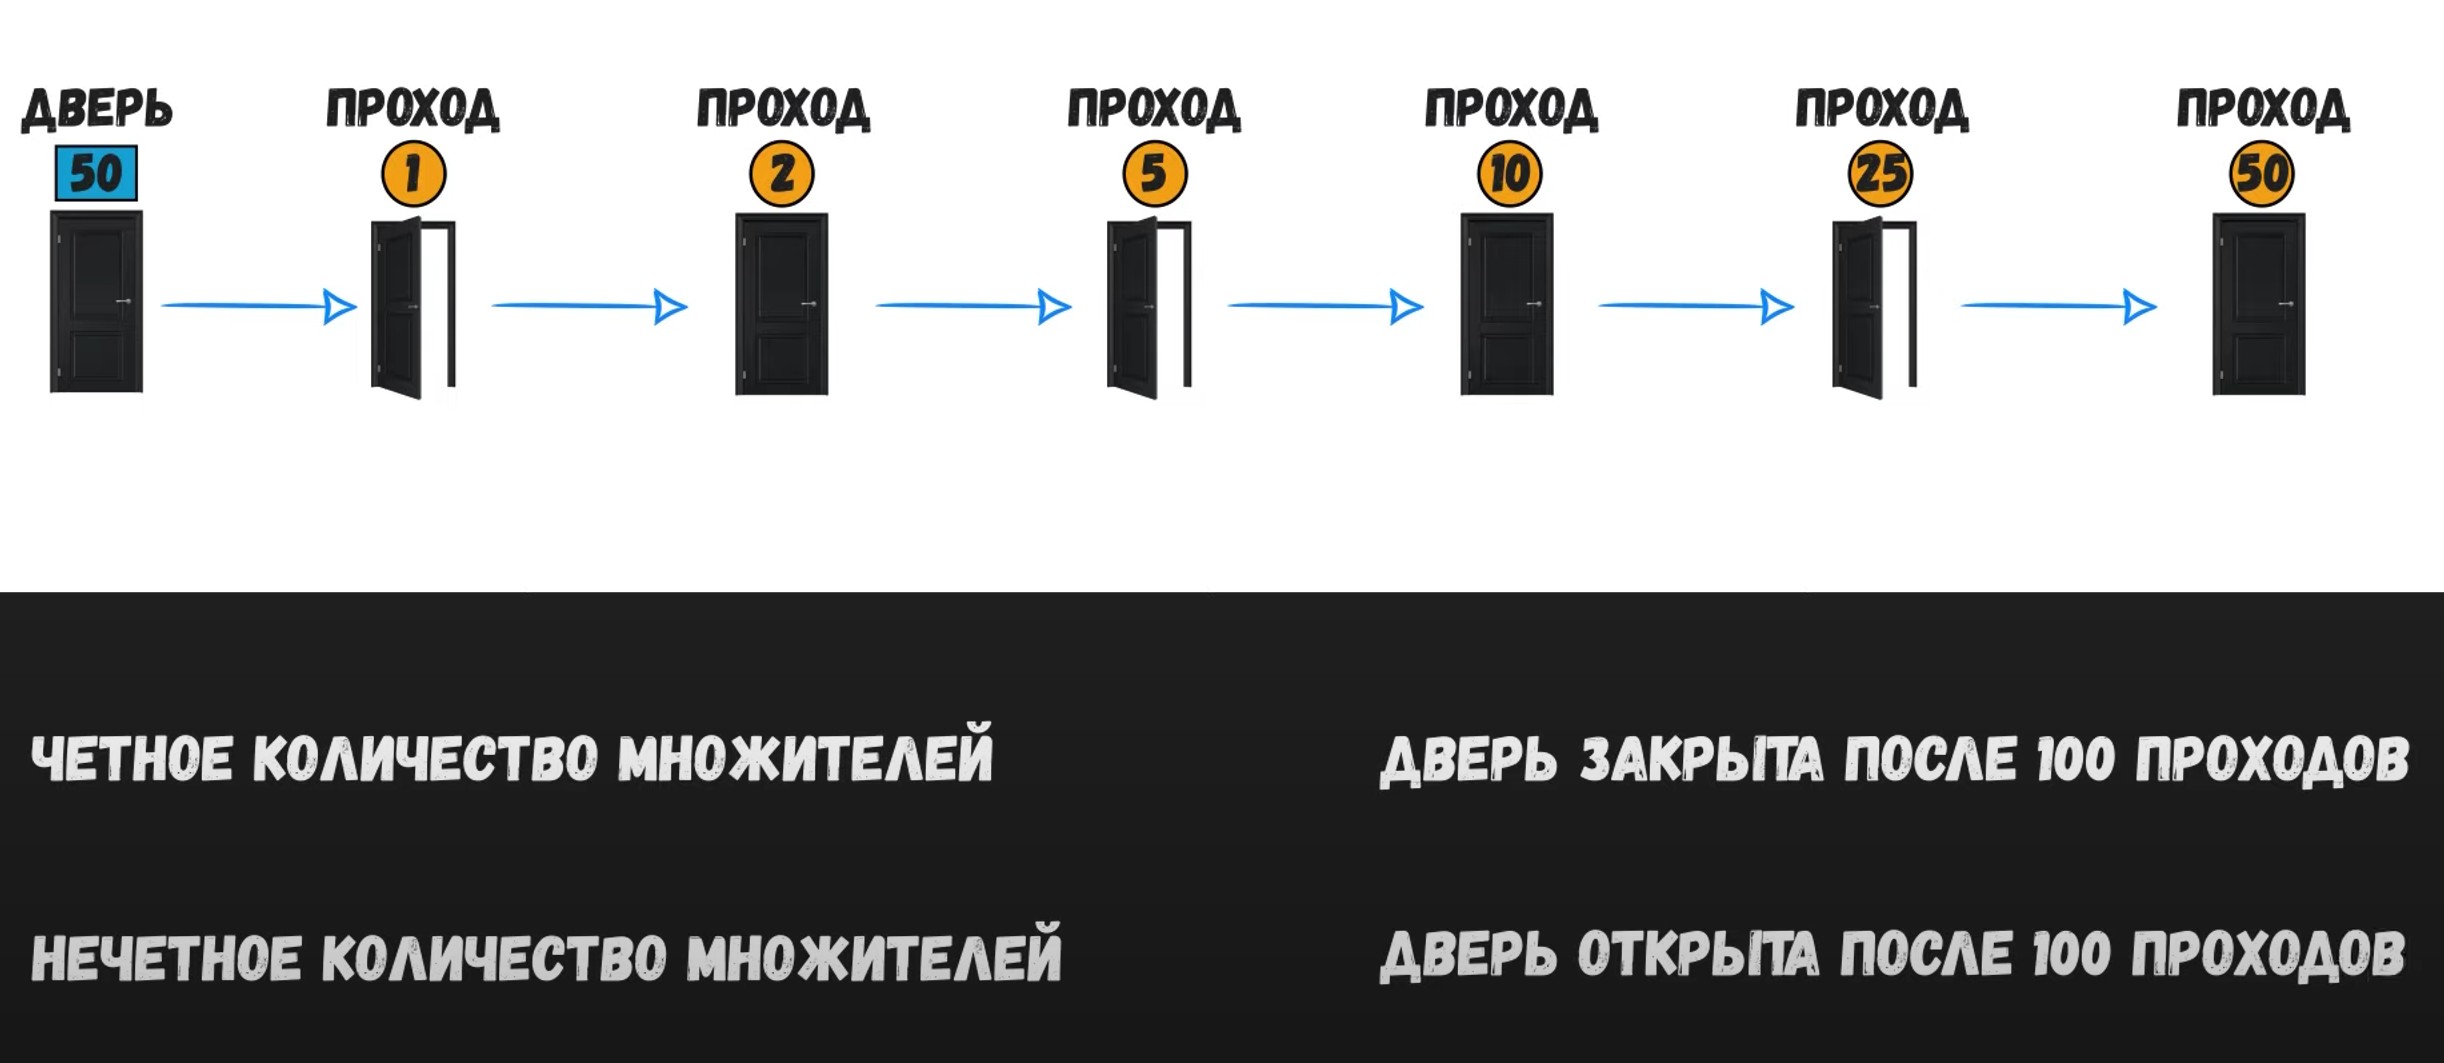 ДВЕРЬ ПРОХОД ПРОХОД ПРОХОД ПРОХОД ПРОХОД ПРОХОД
50 1 2 5 10 25 50
ЧЕТНОЕ КОЛИЧЕСТВО МНОЖИТЕЛЕЙ ДВЕРЬ ЗАКРЫТА ПОСЛЕ 100 ПРОХОДОВ
НЕЧЕТНОЕ КОЛИЧЕСТВО МНОЖИТЕЛЕЙ ДВЕРЬ ОТКРЫТА ПОСЛЕ 100 ПРОХОДОВ